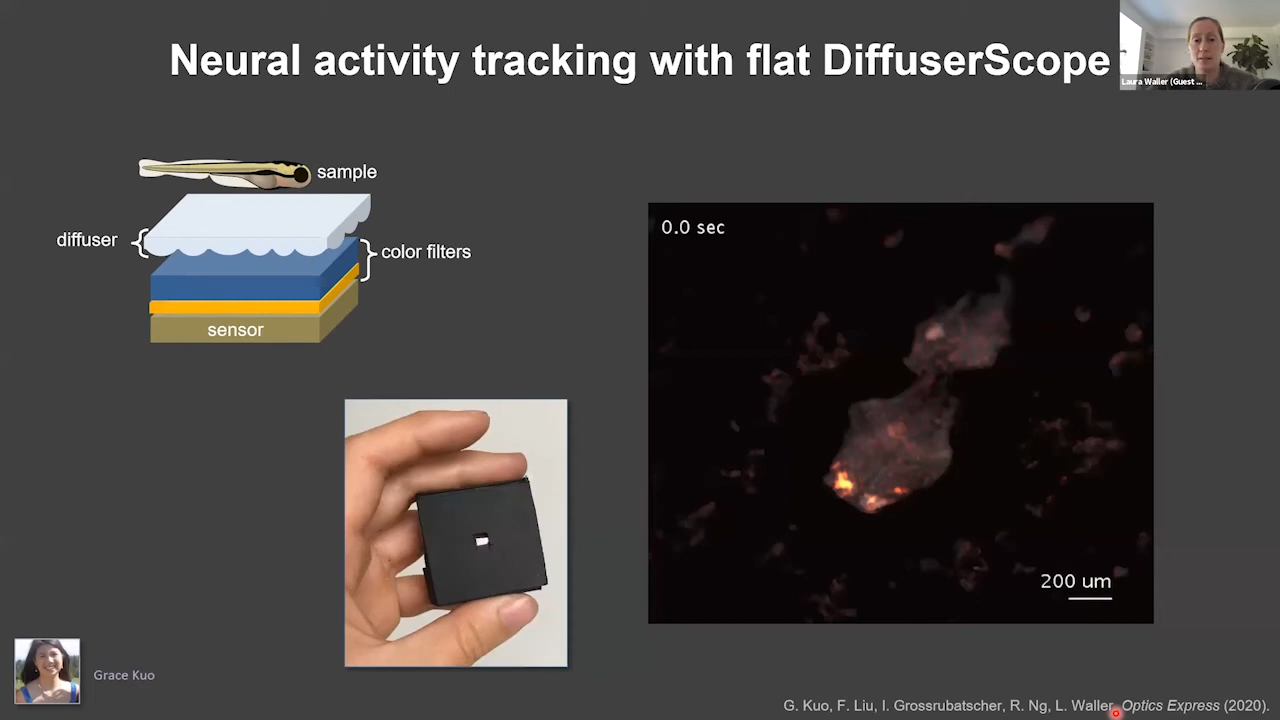 Neural activity tracking with flat DiffuserScope
Laura Waller (Guest ...
sample
diffuser
color filters
sensor
0.0 sec
200 um
Grace Kuo
G. Kuo, F. Liu, I. Grossrubatscher, R. Ng, L. Waller, Optics Express (2020).